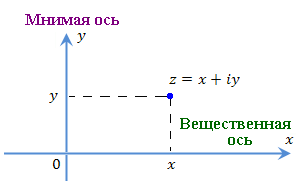 Мнимая ось
y
z = x + iy
y
Вещественная
ось
x
0
x